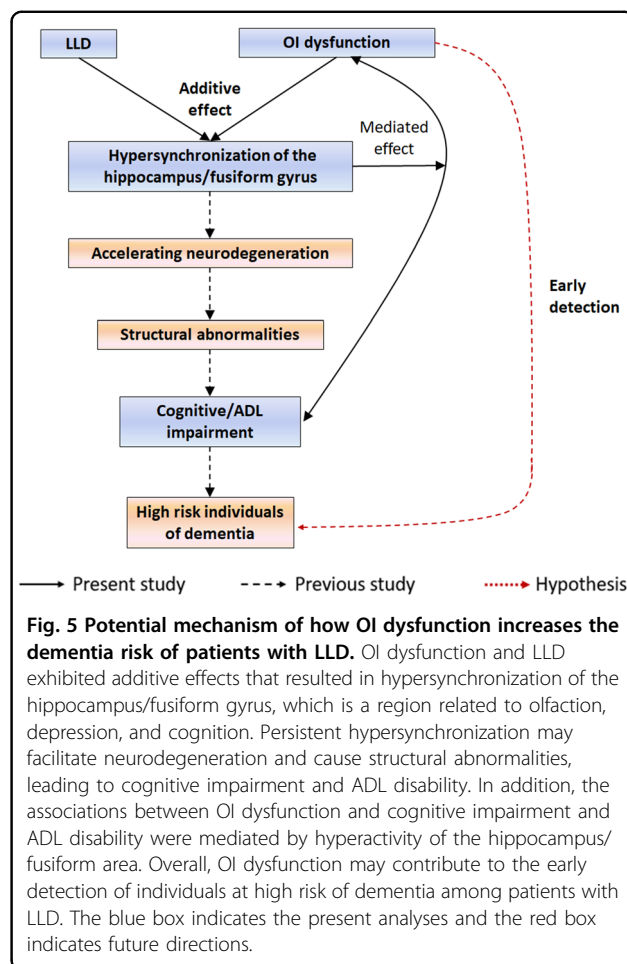 LLD
OI dysfunction
Additive
effect
Mediated
effect
Hypersynchronization of the
hippocampus/fusiform gyrus
Accelerating neurodegeneration
Early
detection
Structural abnormalities
Cognitive/ADL
impairment
High risk individuals
of dementia
Present study
Previous study
Hypothesis
Fig. 5 Potential mechanism of how OI dysfunction increases the
dementia risk of patients with LLD. OI dysfunction and LLD
exhibited additive effects that resulted in hypersynchronization of the
hippocampus/fusiform gyrus, which is a region related to olfaction,
depression, and cognition. Persistent hypersynchronization may
facilitate neurodegeneration and cause structural abnormalities,
leading to cognitive impairment and ADL disability. In addition, the
associations between OI dysfunction and cognitive impairment and
ADL disability were mediated by hyperactivity of the hippocampus/
fusiform area. Overall, OI dysfunction may contribute to the early
detection of individuals at high risk of dementia among patients with
LLD. The blue box indicates the present analyses and the red box
indicates future directions.